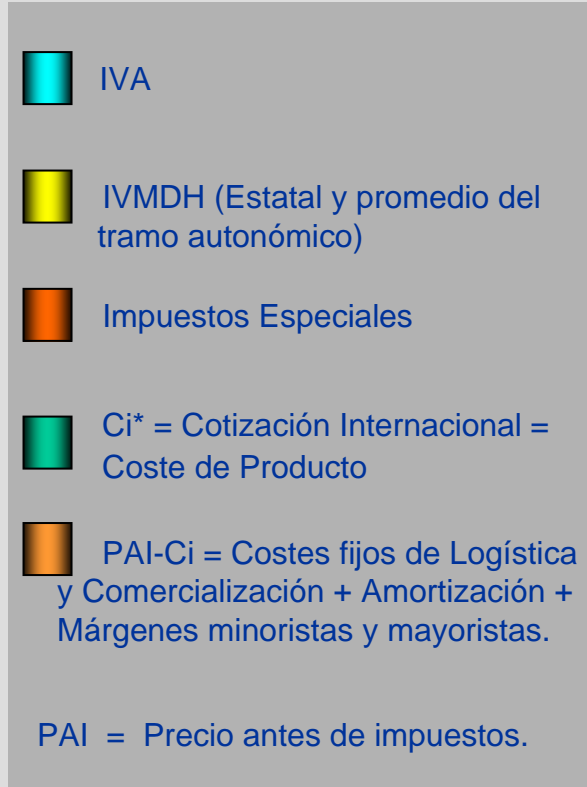 IVA
IVMDH (Estatal y promedio del
tramo autonómico)
Impuestos Especiales
Ci* = Cotización Internacional =
Coste de Producto
PAI-Ci = Costes fijos de Logística
y Comercialización + Amortización +
Márgenes minoristas y mayoristas.
PAI = Precio antes de impuestos.